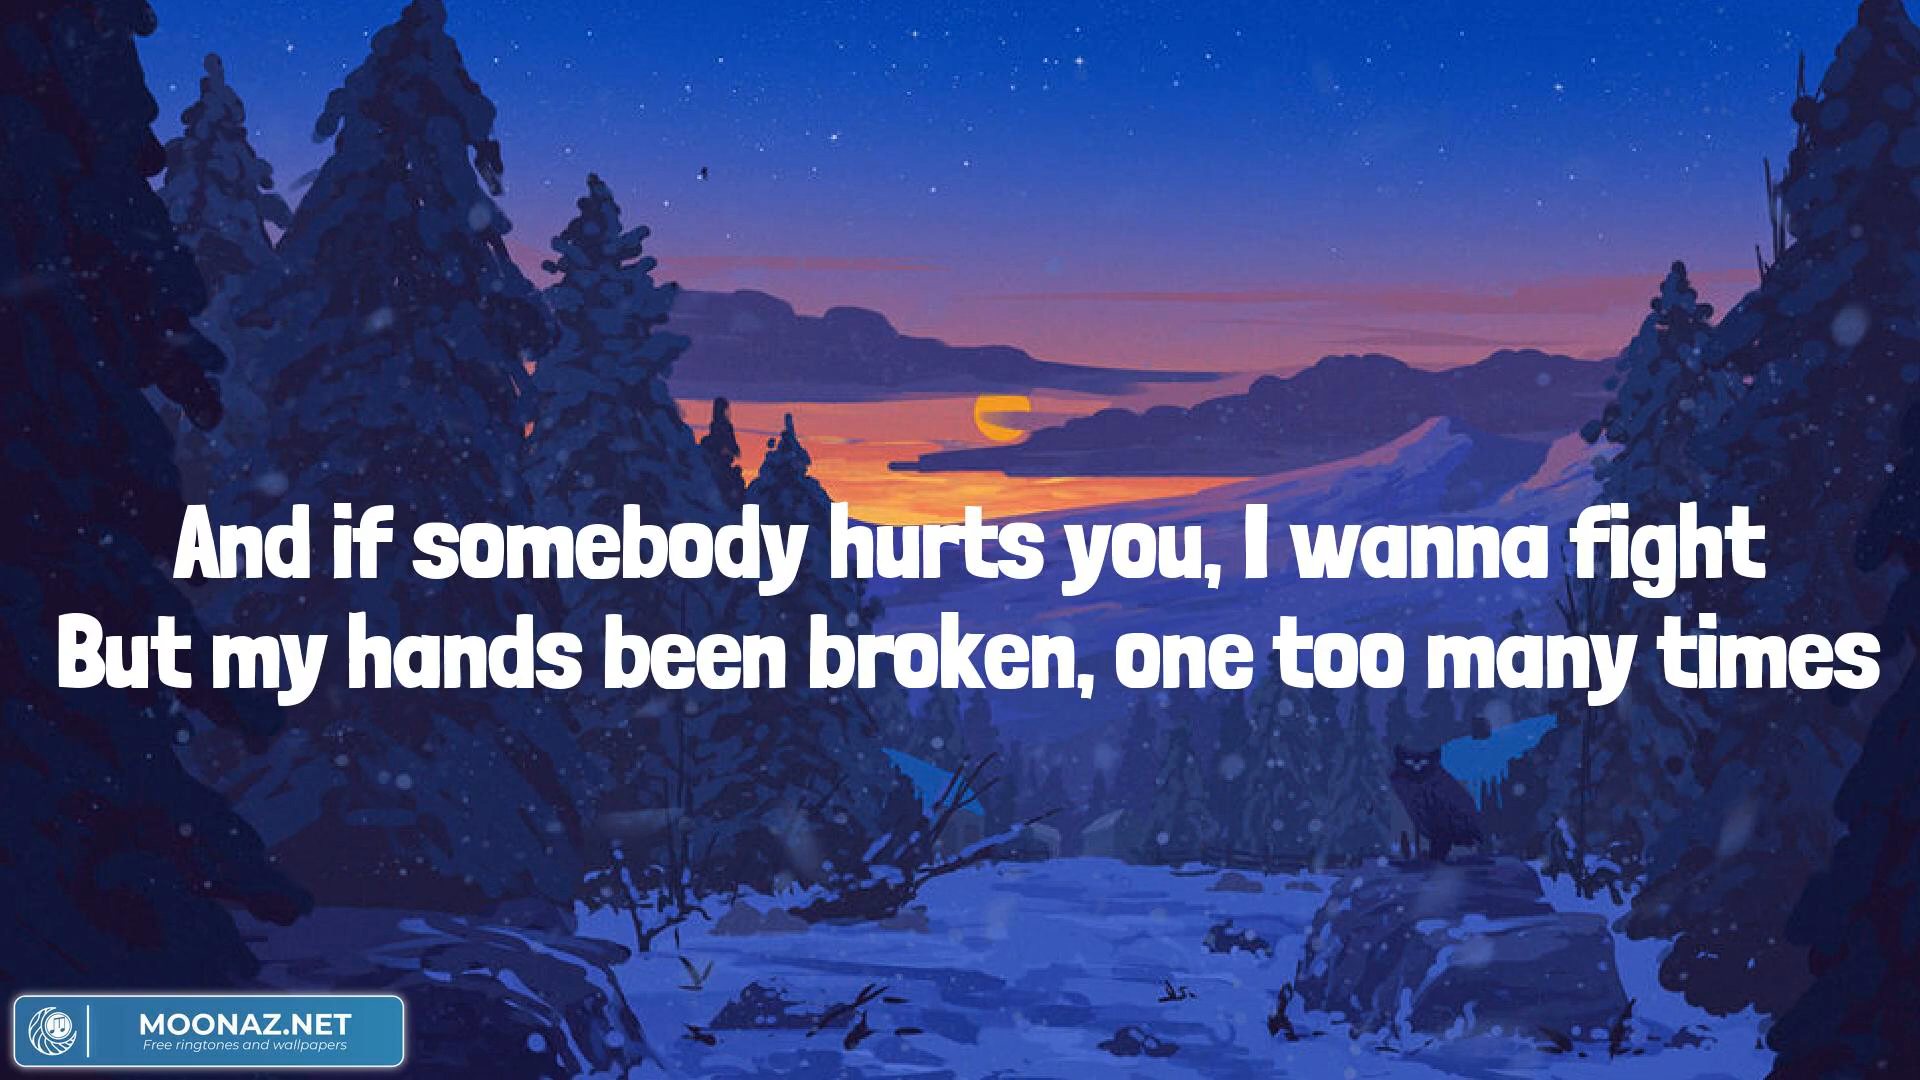 And if somebody hurts you, I wanna fight
But my hands been broken, one too many times
MOONAZ.NET
Free ringtones and wallpapers